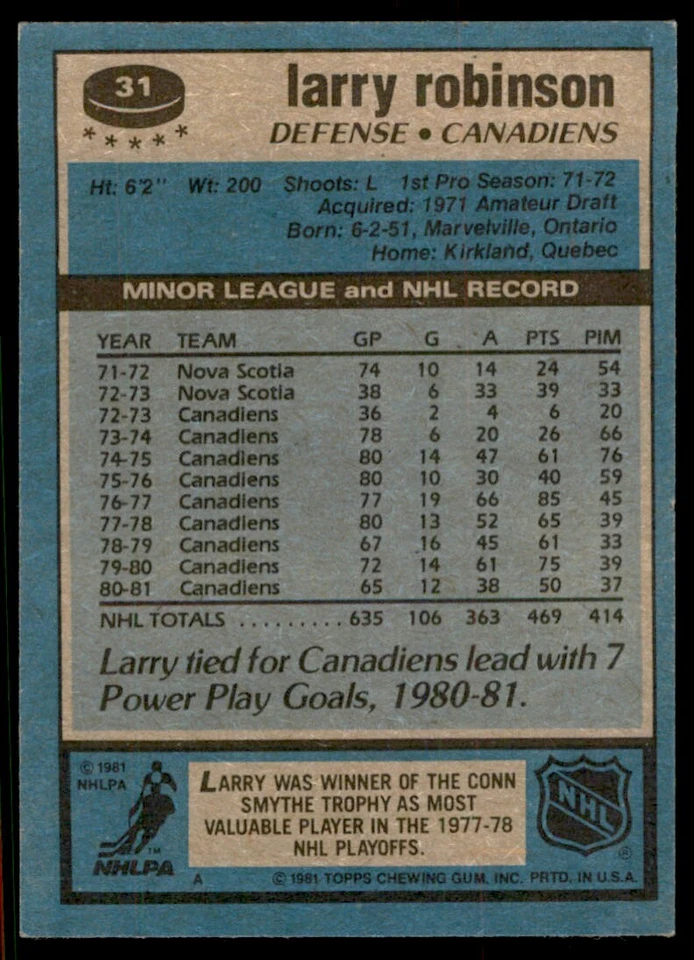 31
larry robinson
DEFENSE • CANADIENS
Ht: 6'2" Wt: 200 Shoots: L 1st Pro Season: 71-72
Acquired: 1971 Amateur Draft
Born: 6-2-51, Marvelville, Ontario
Home: Kirkland, Quebec
MINOR LEAGUE and NHL RECORD
YEAR TEAM GP G A PTS PIM
71-72 Nova Scotia 74 10 14 24 54
72-73 Nova Scotia 38 6 33 39 33
72-73 Canadiens 36 2 4 6 20
73-74 Canadiens 78 6 20 26 66
74-75 Canadiens 80 14 47 61 76
75-76 Canadiens 80 10 30 40 59
76-77 Canadiens 77 19 66 85 45
77-78 Canadiens 80 13 52 65 39
78-79 Canadiens 67 16 45 61 33
79-80 Canadiens 72 14 61 75 39
80-81 Canadiens 65 12 38 50 37
NHL TOTALS ......... 635 106 363 469 414
Larry tied for Canadiens lead with 7
Power Play Goals, 1980-81.
© 1981
NHLPA
TM
NHLPA
LARRY WAS WINNER OF THE CONN
SMYTHE TROPHY AS MOST
VALUABLE PLAYER IN THE 1977-78
NHL PLAYOFFS.
NHL
®
A © 1981 TOPPS CHEWING GUM, INC. PRTD. IN U.S.A.